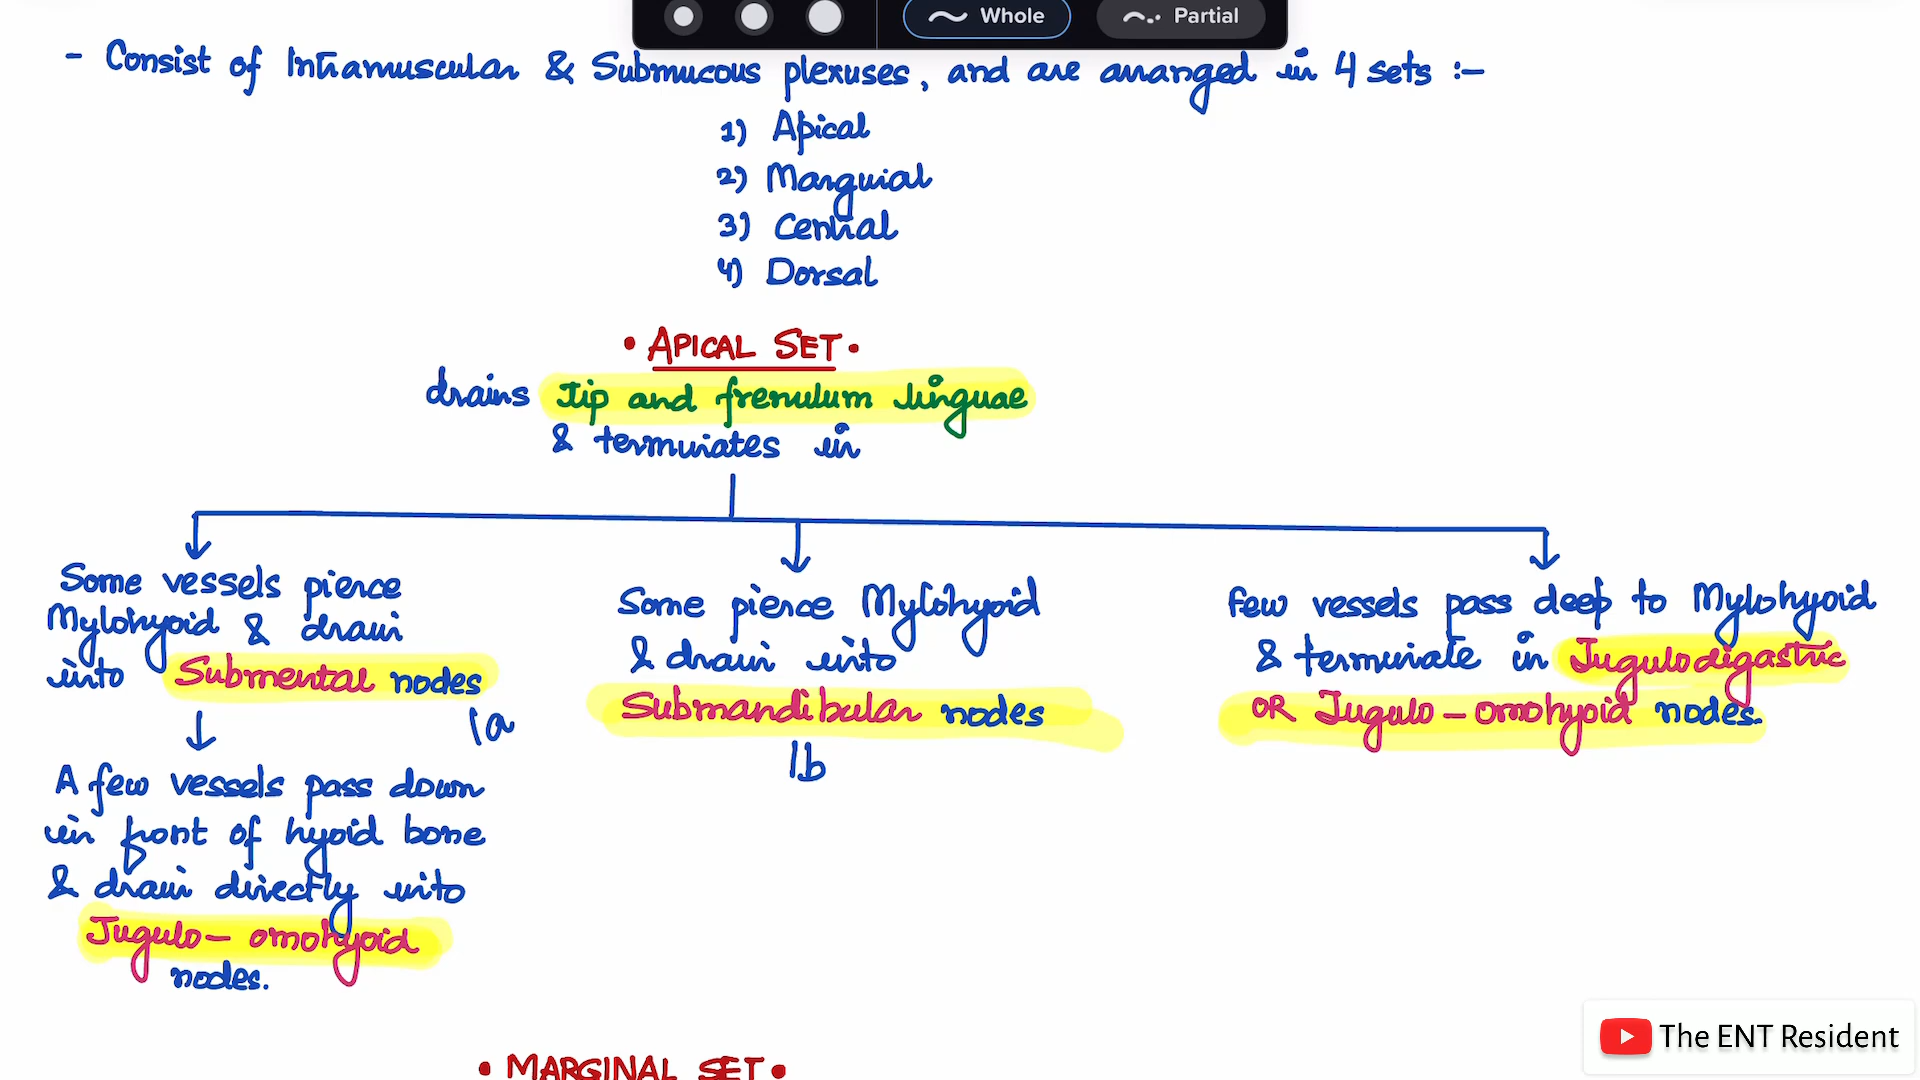 Whole Partial
- Consist of Intramuscular & Submucous plexuses, and are arranged in 4 sets :-
1) Apical
2) Marginal
3) Central
4) Dorsal
• APICAL SET •
drains Tip and frenulum linguae
& terminates in
Some vessels pierce
Mylohyoid & drain
into Submental nodes
1a
A few vessels pass down
in front of hyoid bone
& drain directly into
Jugulo- omohyoid
nodes.
Some pierce Mylohyoid
& drain into
Submandibular nodes
1b
Few vessels pass deep to Mylohyoid
& terminate in Jugulodigastric
OR Jugulo-omohyoid nodes.
• MARGINAL SET •
The ENT Resident